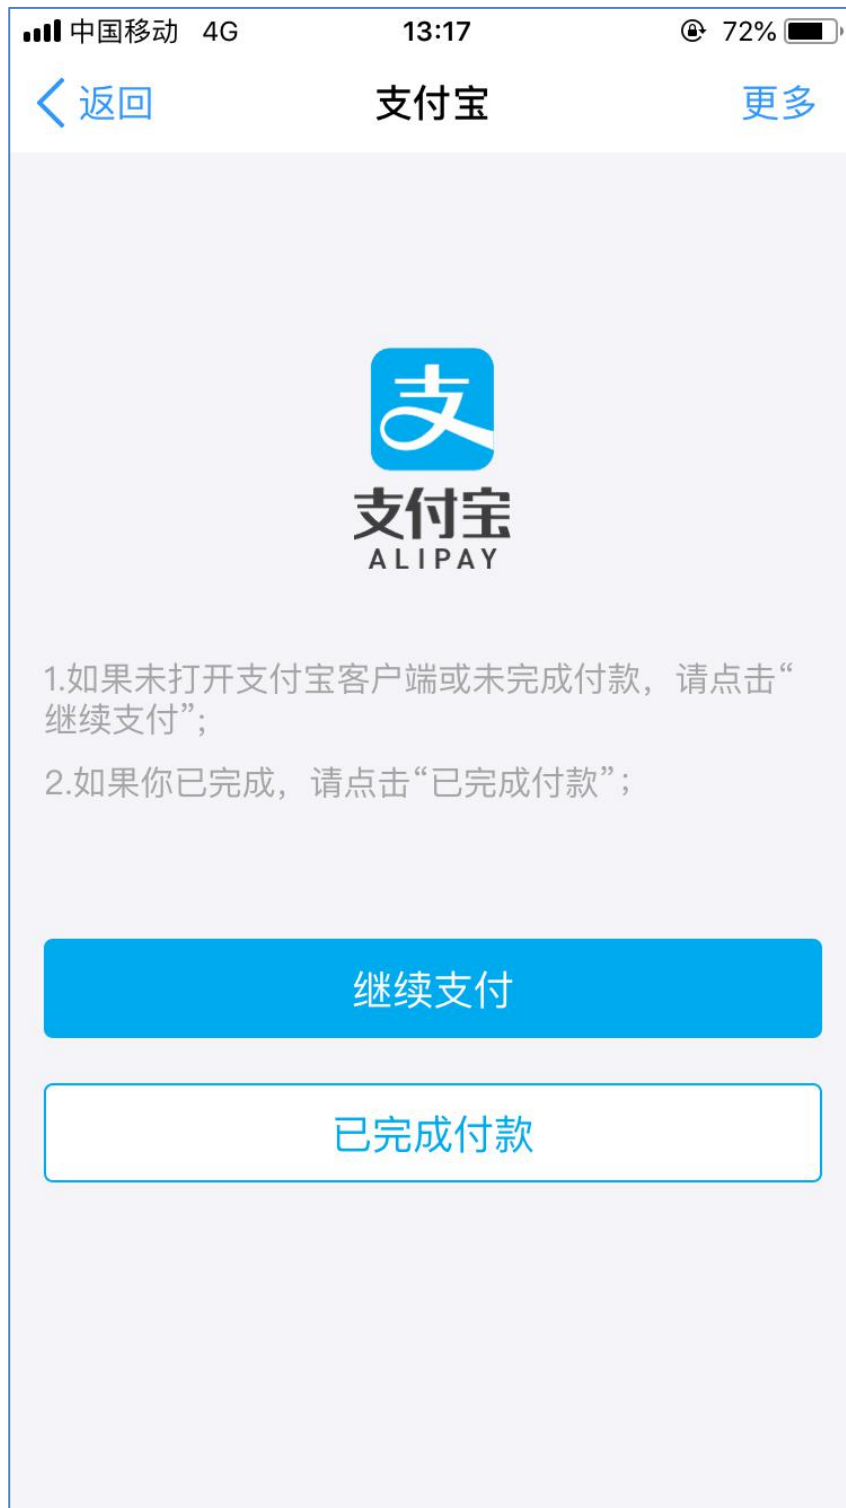 中国移动 4G 13:17 72%
返回 支付宝 更多
支
支付宝
ALIPAY
1.如果未打开支付宝客户端或未完成付款，请点击“
继续支付”;
2.如果你已完成，请点击“已完成付款”；
继续支付
已完成付款